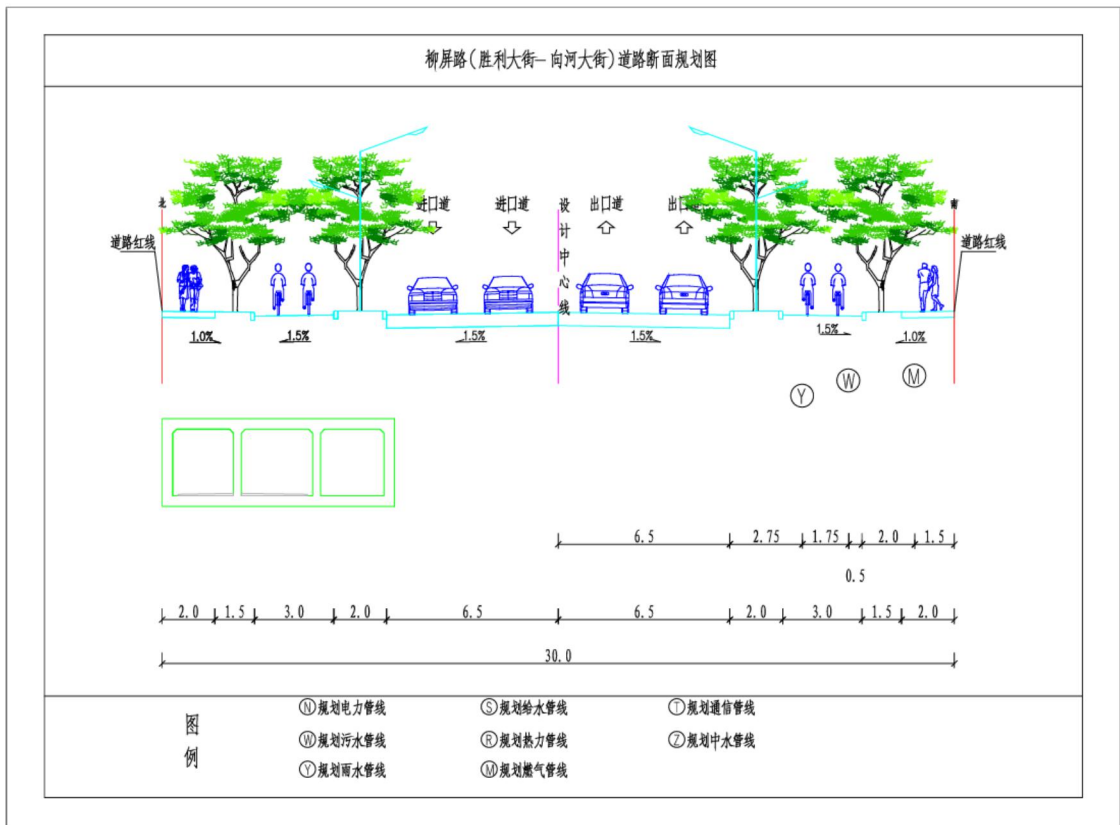 柳屏路(胜利大街—向河大街)道路断面规划图
北
进口道
进口道
设计中心线
出口道
出口道
南
道路红线
道路红线
1.0%
1.5%
1.5%
1.5%
1.5%
1.0%
Y
W
M
6.5
2.75
1.75
2.0
1.5
0.5
2.0
1.5
3.0
2.0
6.5
6.5
2.0
3.0
1.5
2.0
30.0
图例
N规划电力管线
S规划给水管线
T规划通信管线
W规划污水管线
R规划热力管线
Z规划中水管线
Y规划雨水管线
M规划燃气管线